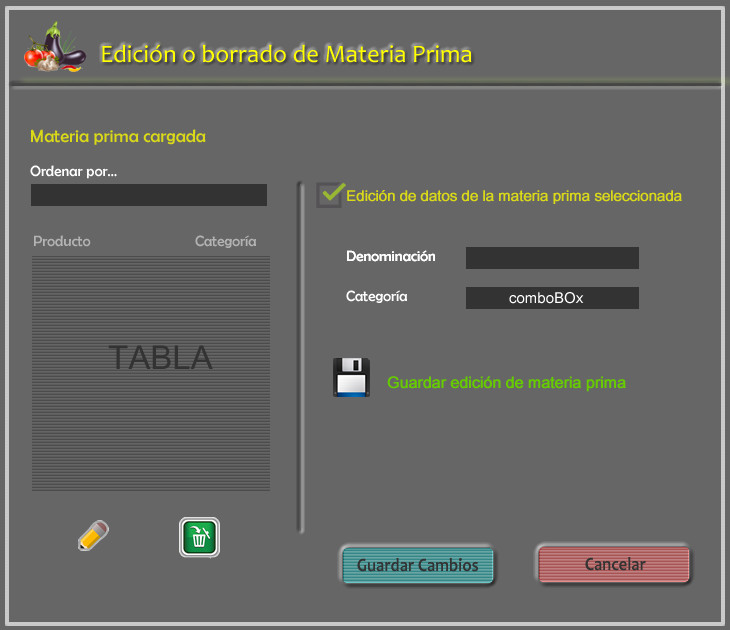 Edición o borrado de Materia Prima
Materia prima cargada
Ordenar por...
Producto Categoría
TABLA
Edición de datos de la materia prima seleccionada
Denominación
Categoría comboBOx
Guardar edición de materia prima
Guardar Cambios Cancelar